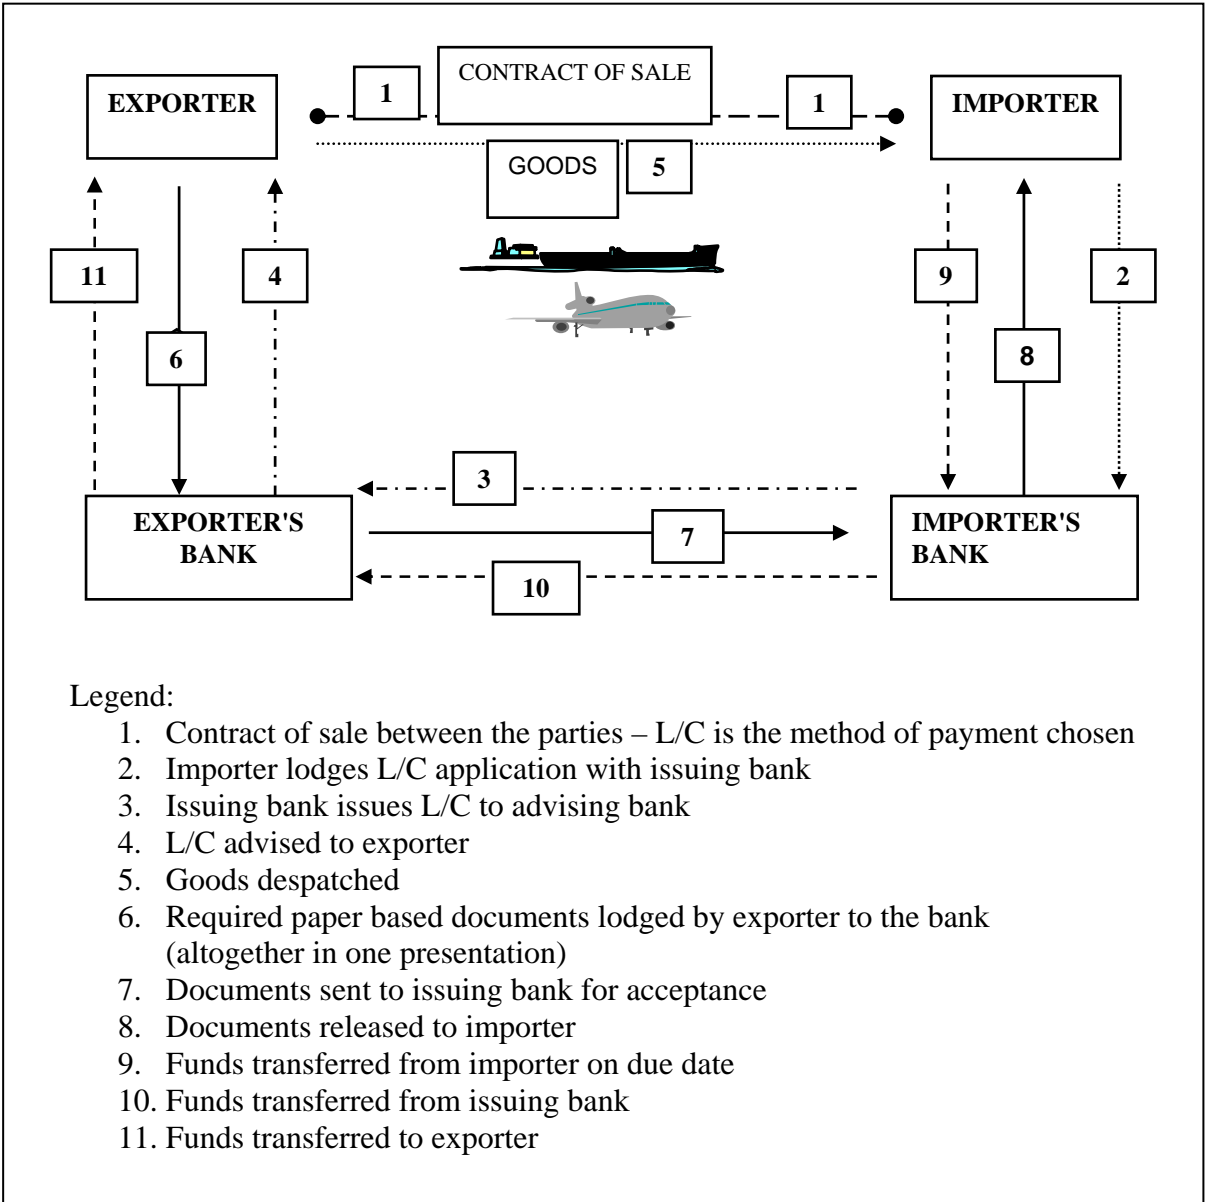 CONTRACT OF SALE
EXPORTER
1
1
IMPORTER
GOODS
5
11
4
9
2
6
8
3
EXPORTER'S
BANK
7
IMPORTER'S
BANK
10
Legend:
1. Contract of sale between the parties – L/C is the method of payment chosen
2. Importer lodges L/C application with issuing bank
3. Issuing bank issues L/C to advising bank
4. L/C advised to exporter
5. Goods despatched
6. Required paper based documents lodged by exporter to the bank
(altogether in one presentation)
7. Documents sent to issuing bank for acceptance
8. Documents released to importer
9. Funds transferred from importer on due date
10. Funds transferred from issuing bank
11. Funds transferred to exporter